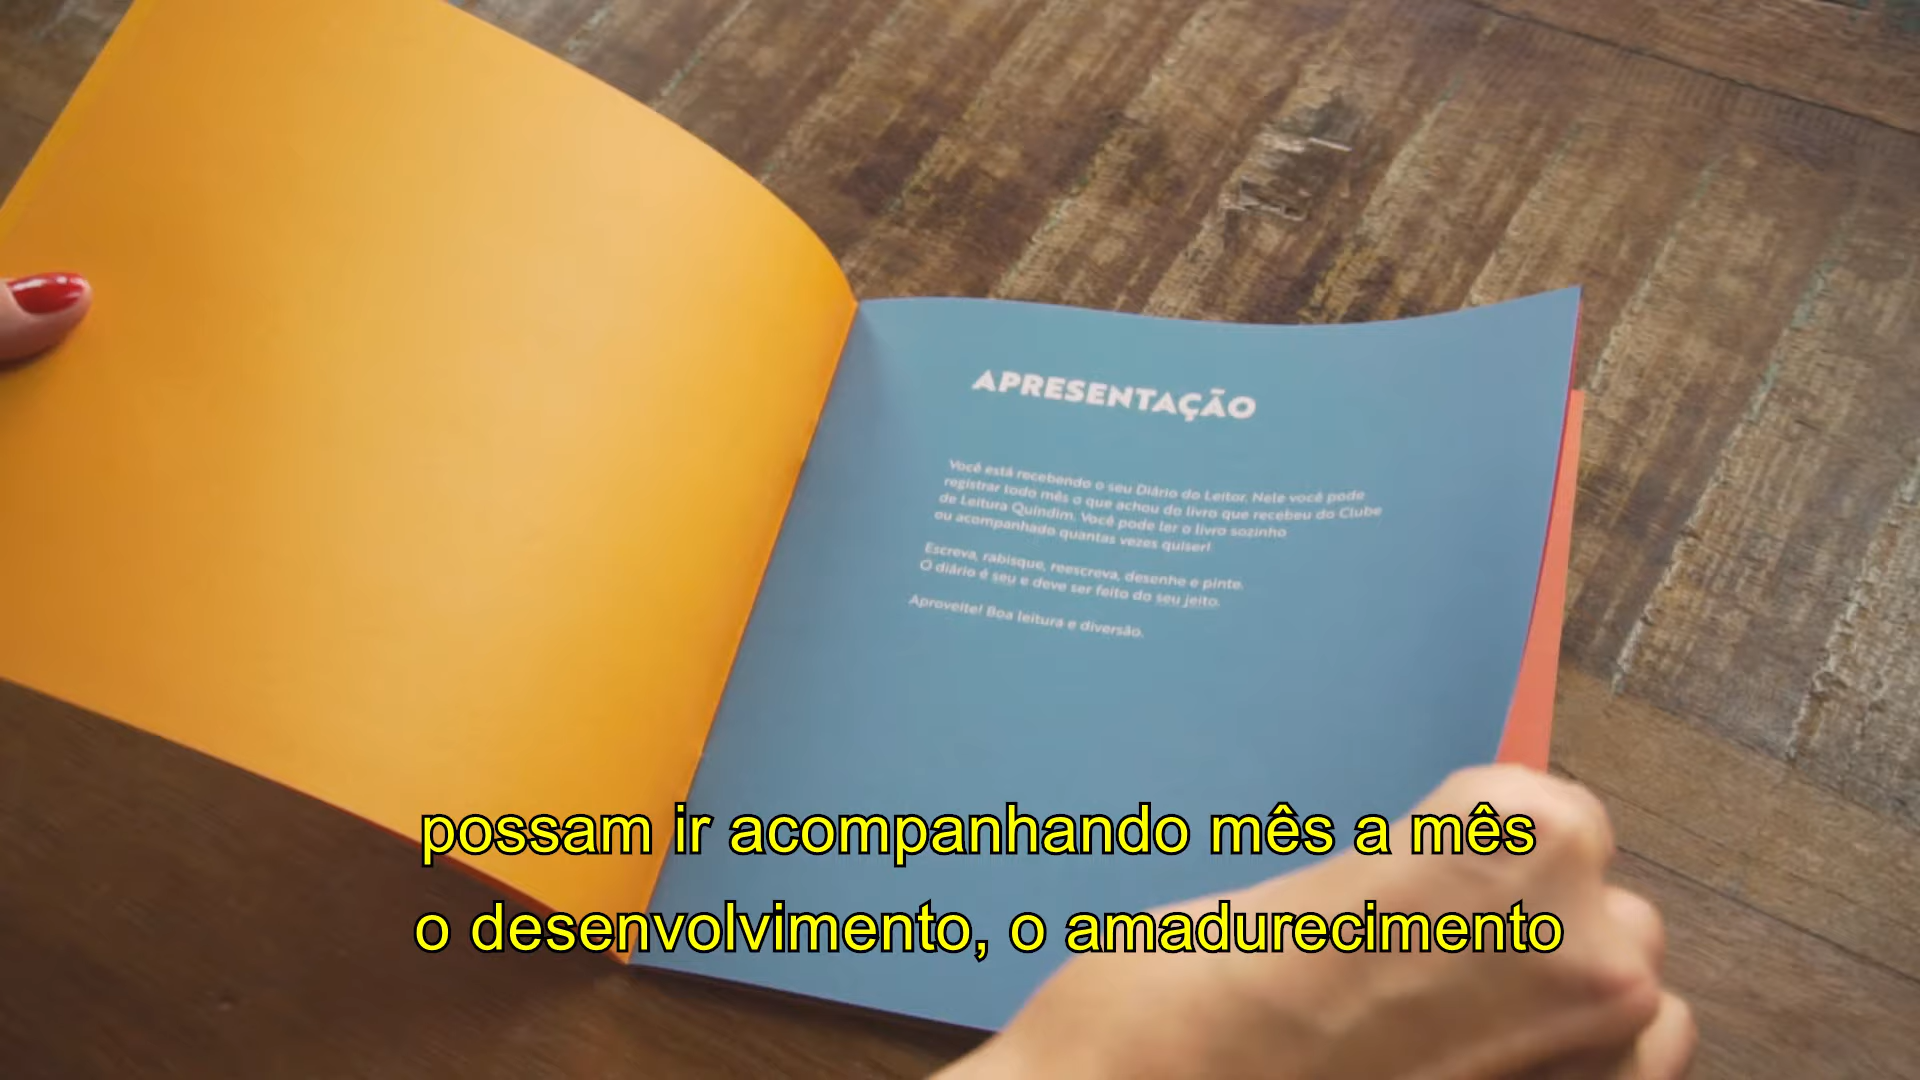 APRESENTAÇÃO
Você está recebendo o seu Diário do Leitor. Nele você pode
registrar todo mês o que achou do livro que recebeu do Clube
de Leitura Quindim. Você pode ler o livro sozinho
ou acompanhado quantas vezes quiser!
Escreva, rabisque, reescreva, desenhe e pinte.
O diário é seu e deve ser feito do seu jeito.
Aproveite! Boa leitura e diversão.
possam ir acompanhando mês a mês
o desenvolvimento, o amadurecimento